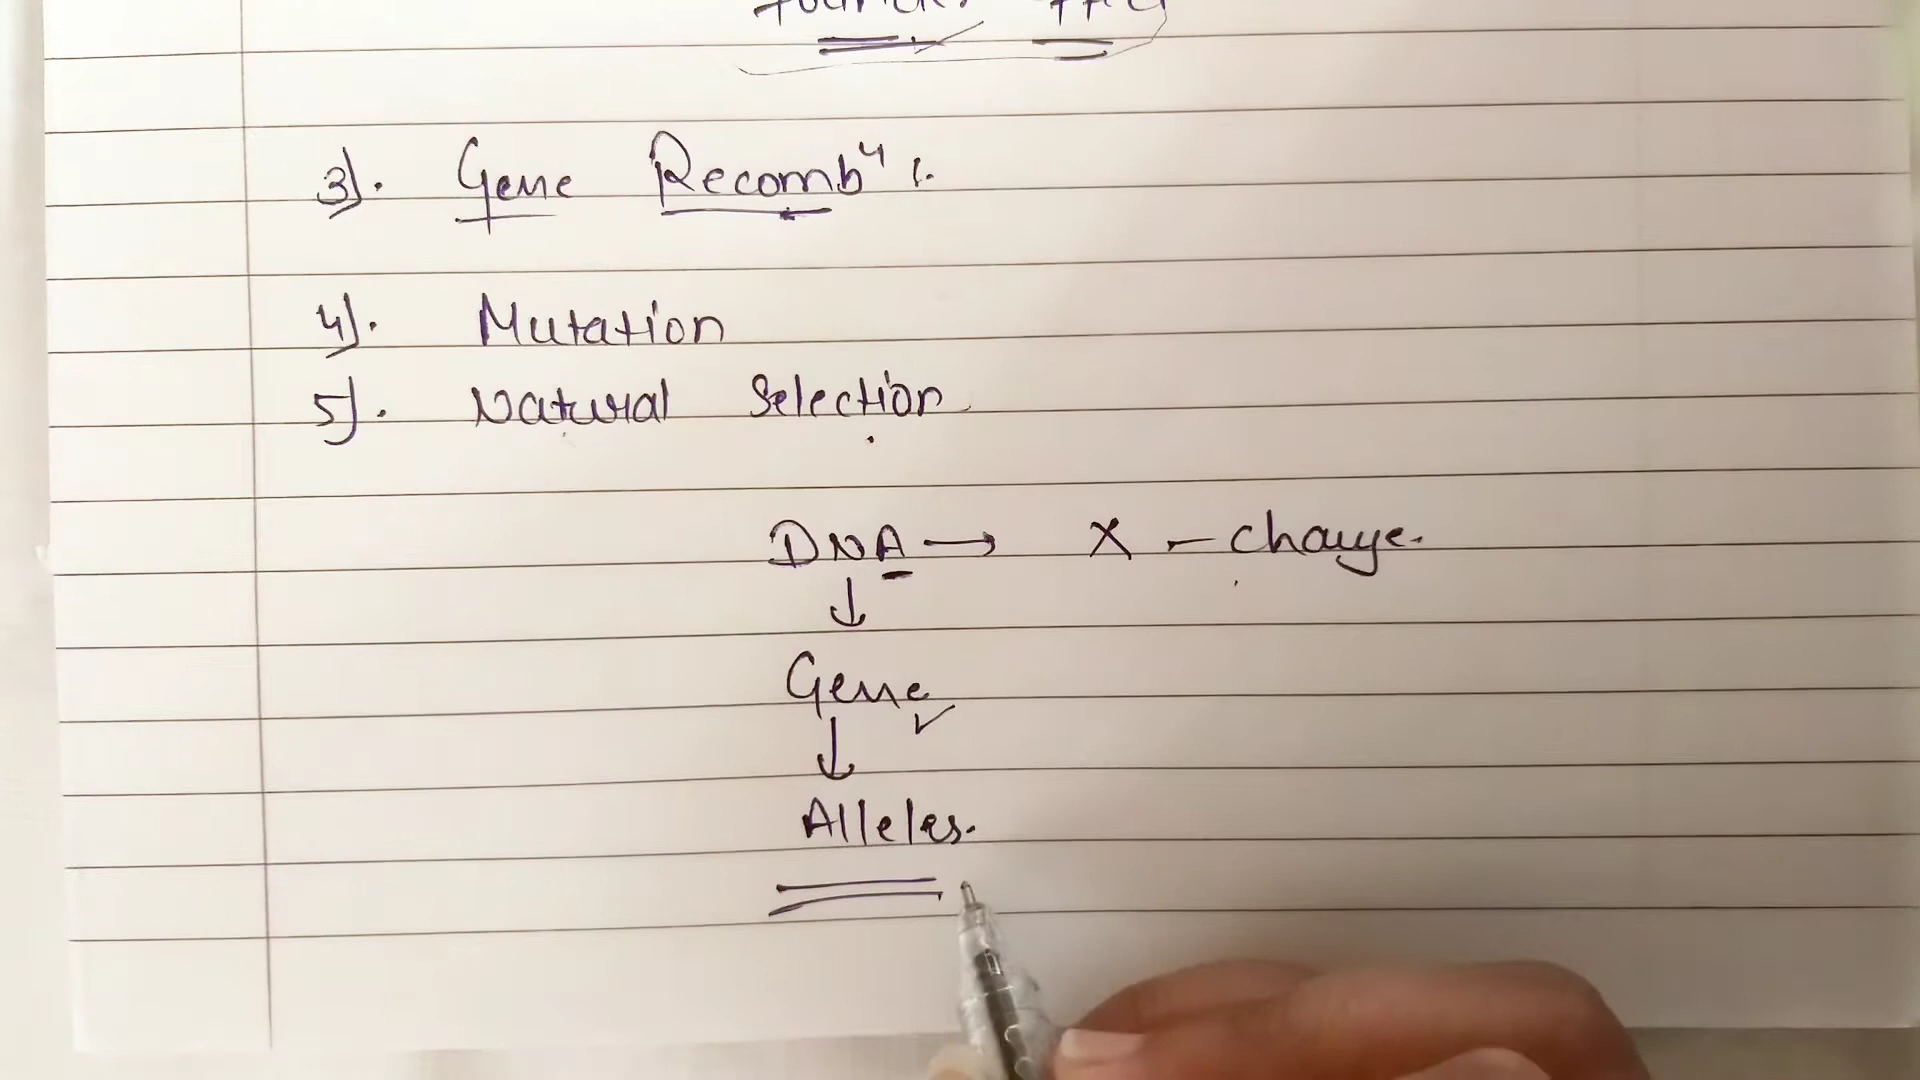 3). Gene Recombⁿ :-
4). Mutation
5). Natural Selection
DNA → X - change.
↓
Gene ✓
↓
Alleles.